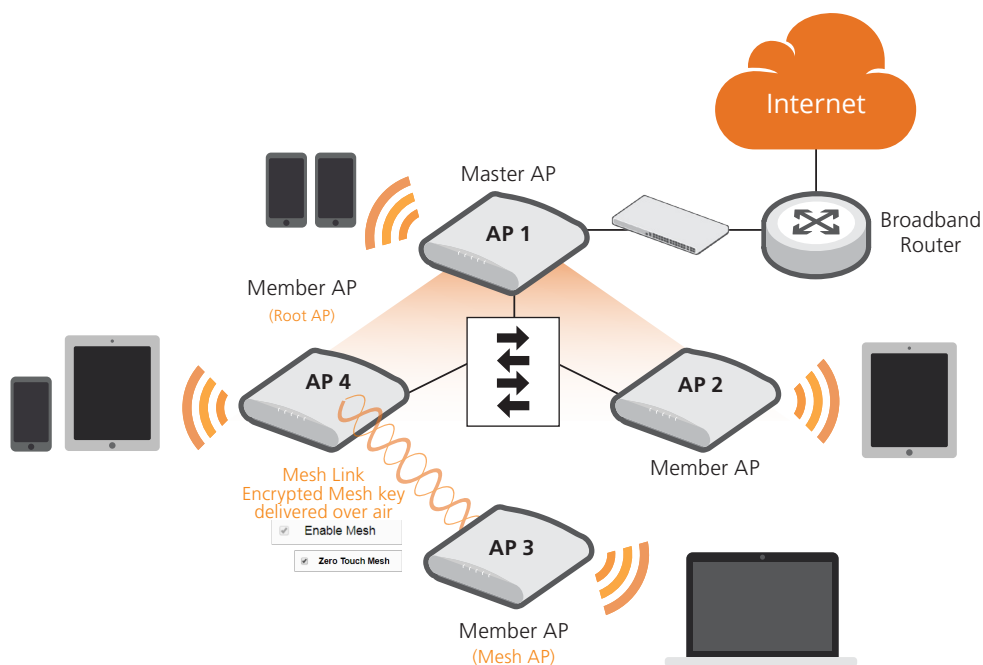 Internet
Master AP
AP 1
Broadband
Router
Member AP
(Root AP)
AP 4
AP 2
Member AP
Mesh Link
Encrypted Mesh key
delivered over air
Enable Mesh
Zero Touch Mesh
AP 3
Member AP
(Mesh AP)